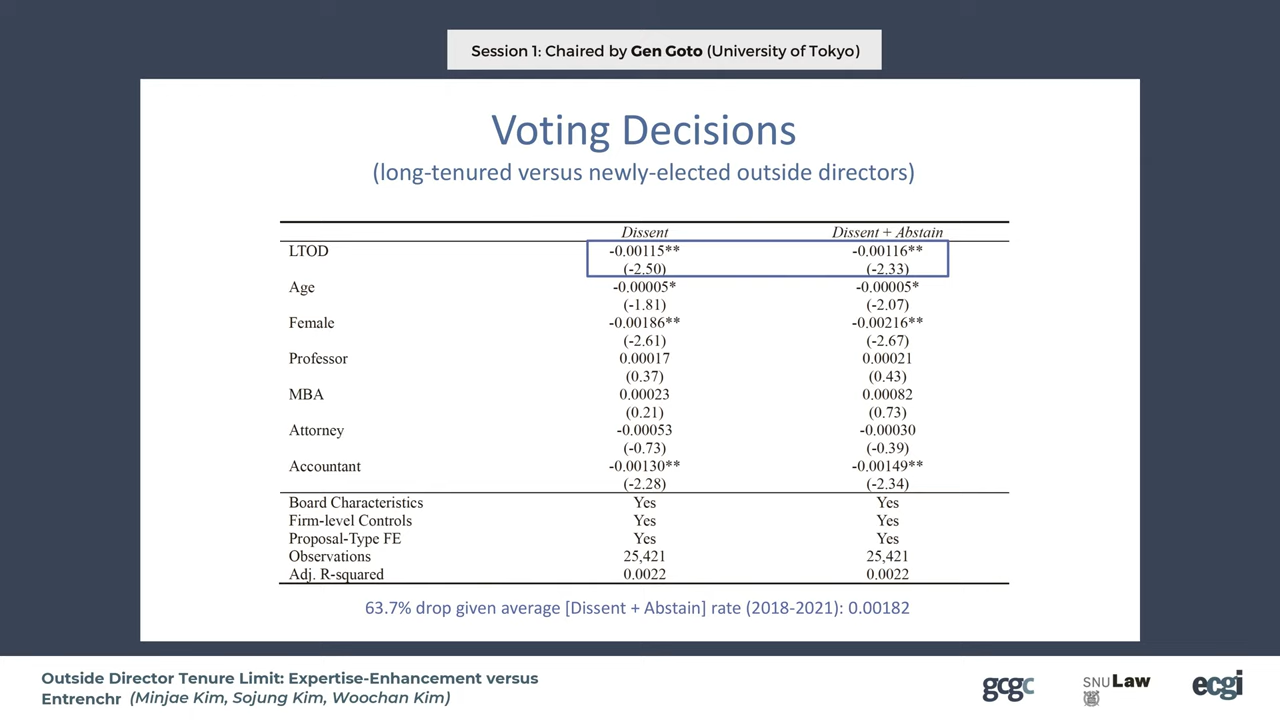 Session 1: Chaired by Gen Goto (University of Tokyo)
Voting Decisions
(long-tenured versus newly-elected outside directors)
Dissent Dissent + Abstain
LTOD -0.00115** -0.00116**
(-2.50) (-2.33)
Age -0.00005* -0.00005*
(-1.81) (-2.07)
Female -0.00186** -0.00216**
(-2.61) (-2.67)
Professor 0.00017 0.00021
(0.37) (0.43)
MBA 0.00023 0.00082
(0.21) (0.73)
Attorney -0.00053 -0.00030
(-0.73) (-0.39)
Accountant -0.00130** -0.00149**
(-2.28) (-2.34)
Board Characteristics Yes Yes
Firm-level Controls Yes Yes
Proposal-Type FE Yes Yes
Observations 25,421 25,421
Adj. R-squared 0.0022 0.0022
63.7% drop given average [Dissent + Abstain] rate (2018-2021): 0.00182
Outside Director Tenure Limit: Expertise-Enhancement versus
Entrenchr (Minjae Kim, Sojung Kim, Woochan Kim)
gcgc SNU Law ecgi